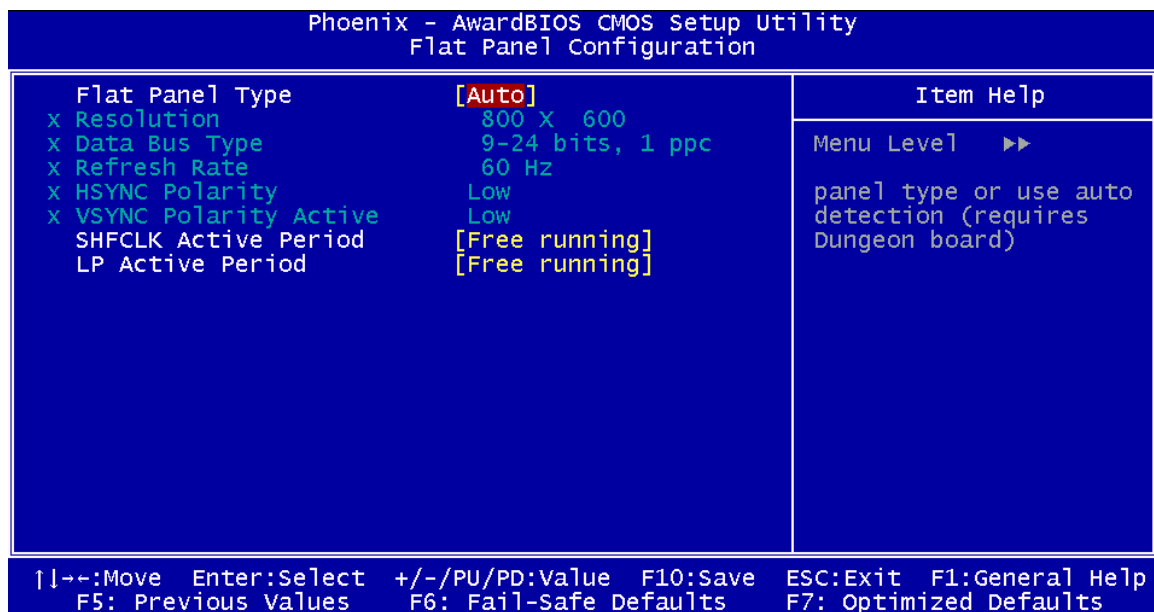 Phoenix - AwardBIOS CMOS Setup Utility
Flat Panel Configuration
Flat Panel Type [Auto]
x Resolution 800 X 600
x Data Bus Type 9-24 bits, 1 ppc
x Refresh Rate 60 Hz
x HSYNC Polarity Low
x VSYNC Polarity Active Low
SHFCLK Active Period [Free running]
LP Active Period [Free running]
Item Help
Menu Level ▶▶
panel type or use auto
detection (requires
Dungeon board)
↑↓→←:Move Enter:Select +/-/PU/PD:Value F10:Save ESC:Exit F1:General Help
F5: Previous Values F6: Fail-Safe Defaults F7: Optimized Defaults